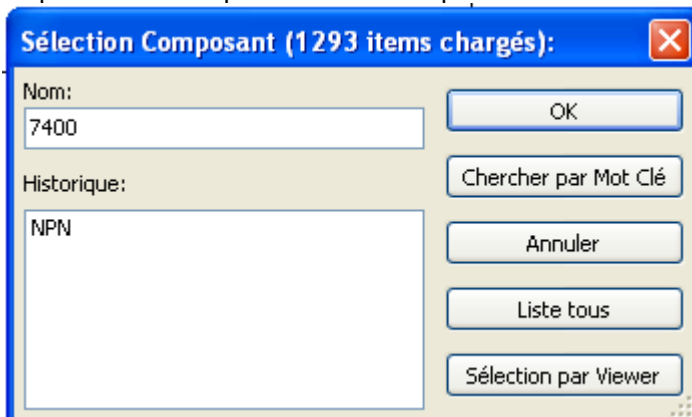 Sélection Composant (1293 items chargés):
Nom:
7400
OK
Chercher par Mot Clé
Historique:
NPN
Annuler
Liste tous
Sélection par Viewer